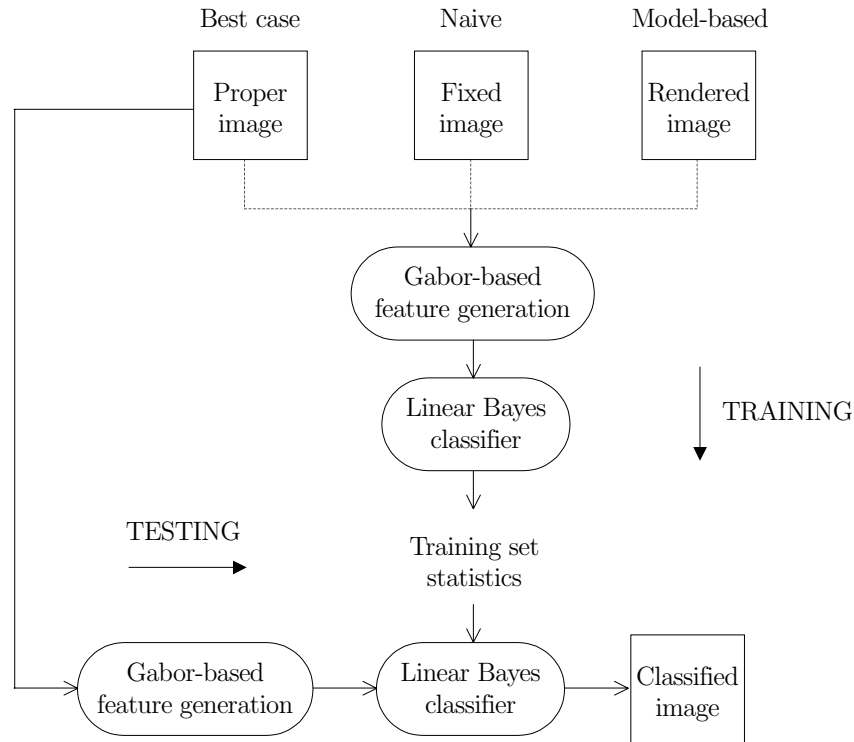 Best case
Naive
Model-based
Proper
image
Fixed
image
Rendered
image
Gabor-based
feature generation
Linear Bayes
classifier
TRAINING
TESTING
Training set
statistics
Gabor-based
feature generation
Linear Bayes
classifier
Classified
image